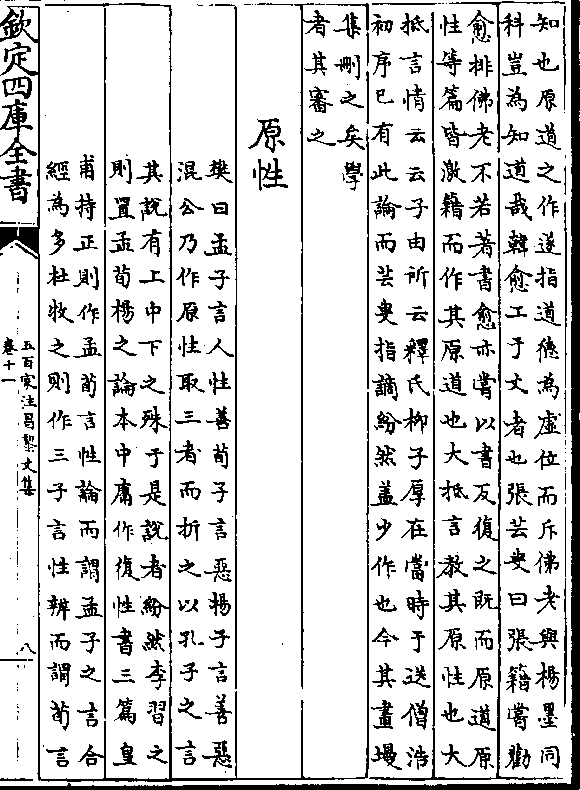 知也原道之作遂指道德為虛位而斥佛老與楊墨同
科豈為知道哉韓愈工于文者也張芸叟曰張籍嘗勸
愈排佛老不若著書愈亦嘗以書反復之既而原道原
性等篇皆激籍而作其原道也大抵言教其原性也大
抵言情云云子由所云釋氏柳子厚在當時于送僧浩
初序已有此論而芸叟指謫紛然蓋少作也今其畫墁
集刪之矣學
者其審之
原性
樊曰孟子言人性善荀子言惡楊子言善惡
混公乃作原性取三者而折之以孔子之言
其說有上中下之殊于是說者紛然李習之
則置孟荀楊之論本中庸作復性書三篇皇
甫持正則作孟荀言性論而謂孟子之言合
經為多杜牧之則作三子言性辨而謂荀言
欽定四庫全書
五百家注昌黎文集
卷十一
八